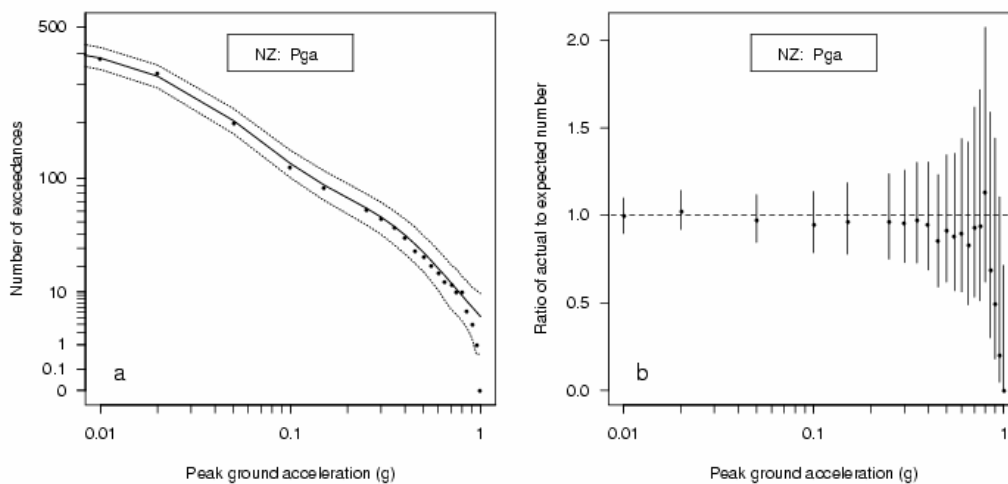 500
100
10
1
0.1
0
Number of exceedances
NZ: Pga
a
0.01
0.1
1
Peak ground acceleration (g)
2.0
1.5
1.0
0.5
0.0
Ratio of actual to expected number
NZ: Pga
b
0.01
0.1
1
Peak ground acceleration (g)